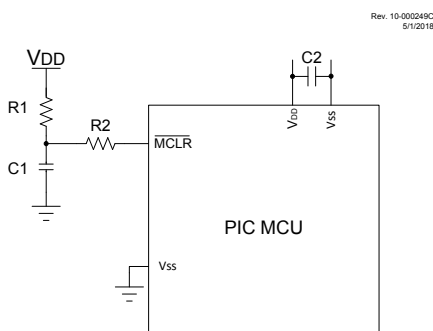 Rev. 10-000249C
5/1/2018
C2
VDD
R1
R2
VDD
Vss
MCLR
C1
PIC MCU
Vss